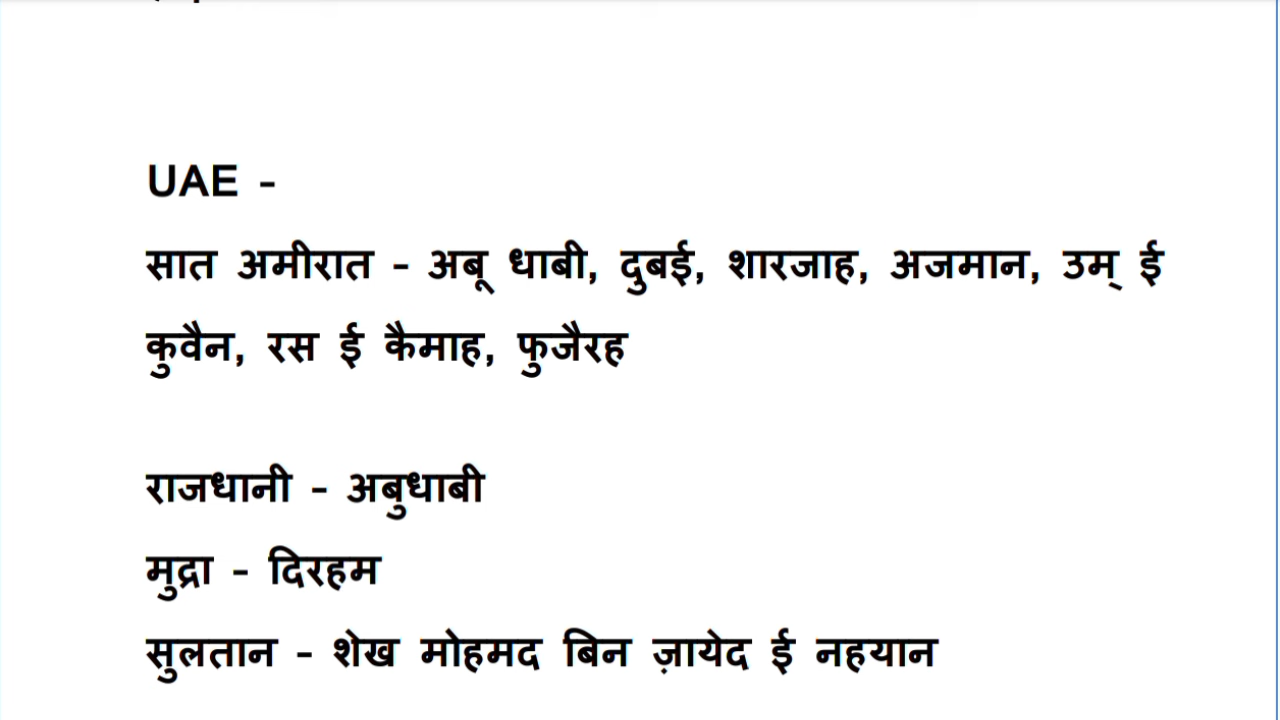 UAE -
सात अमीरात - अबू धाबी, दुबई, शारजाह, अजमान, उम् ई
कुवैन, रस ई कैमाह, फुजैरह
राजधानी - अबुधाबी
मुद्रा - दिरहम
सुलतान - शेख मोहमद बिन ज़ायेद ई नहयान